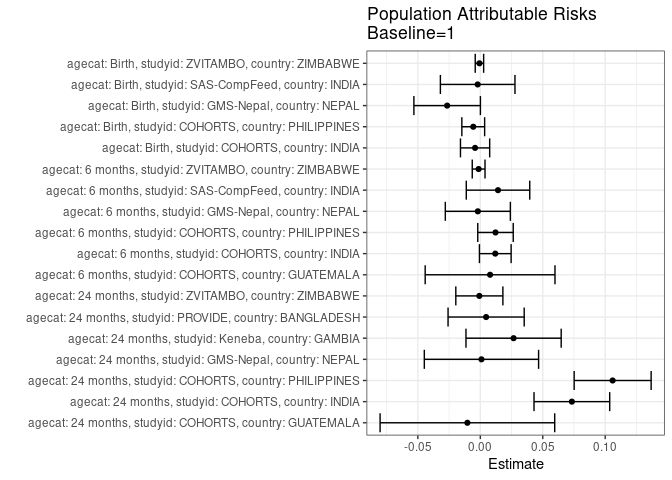 Population Attributable Risks
Baseline=1
agecat: Birth, studyid: ZVITAMBO, country: ZIMBABWE
agecat: Birth, studyid: SAS-CompFeed, country: INDIA
agecat: Birth, studyid: GMS-Nepal, country: NEPAL
agecat: Birth, studyid: COHORTS, country: PHILIPPINES
agecat: Birth, studyid: COHORTS, country: INDIA
agecat: 6 months, studyid: ZVITAMBO, country: ZIMBABWE
agecat: 6 months, studyid: SAS-CompFeed, country: INDIA
agecat: 6 months, studyid: GMS-Nepal, country: NEPAL
agecat: 6 months, studyid: COHORTS, country: PHILIPPINES
agecat: 6 months, studyid: COHORTS, country: INDIA
agecat: 6 months, studyid: COHORTS, country: GUATEMALA
agecat: 24 months, studyid: ZVITAMBO, country: ZIMBABWE
agecat: 24 months, studyid: PROVIDE, country: BANGLADESH
agecat: 24 months, studyid: Keneba, country: GAMBIA
agecat: 24 months, studyid: GMS-Nepal, country: NEPAL
agecat: 24 months, studyid: COHORTS, country: PHILIPPINES
agecat: 24 months, studyid: COHORTS, country: INDIA
agecat: 24 months, studyid: COHORTS, country: GUATEMALA
-0.05 0.00 0.05 0.10
Estimate